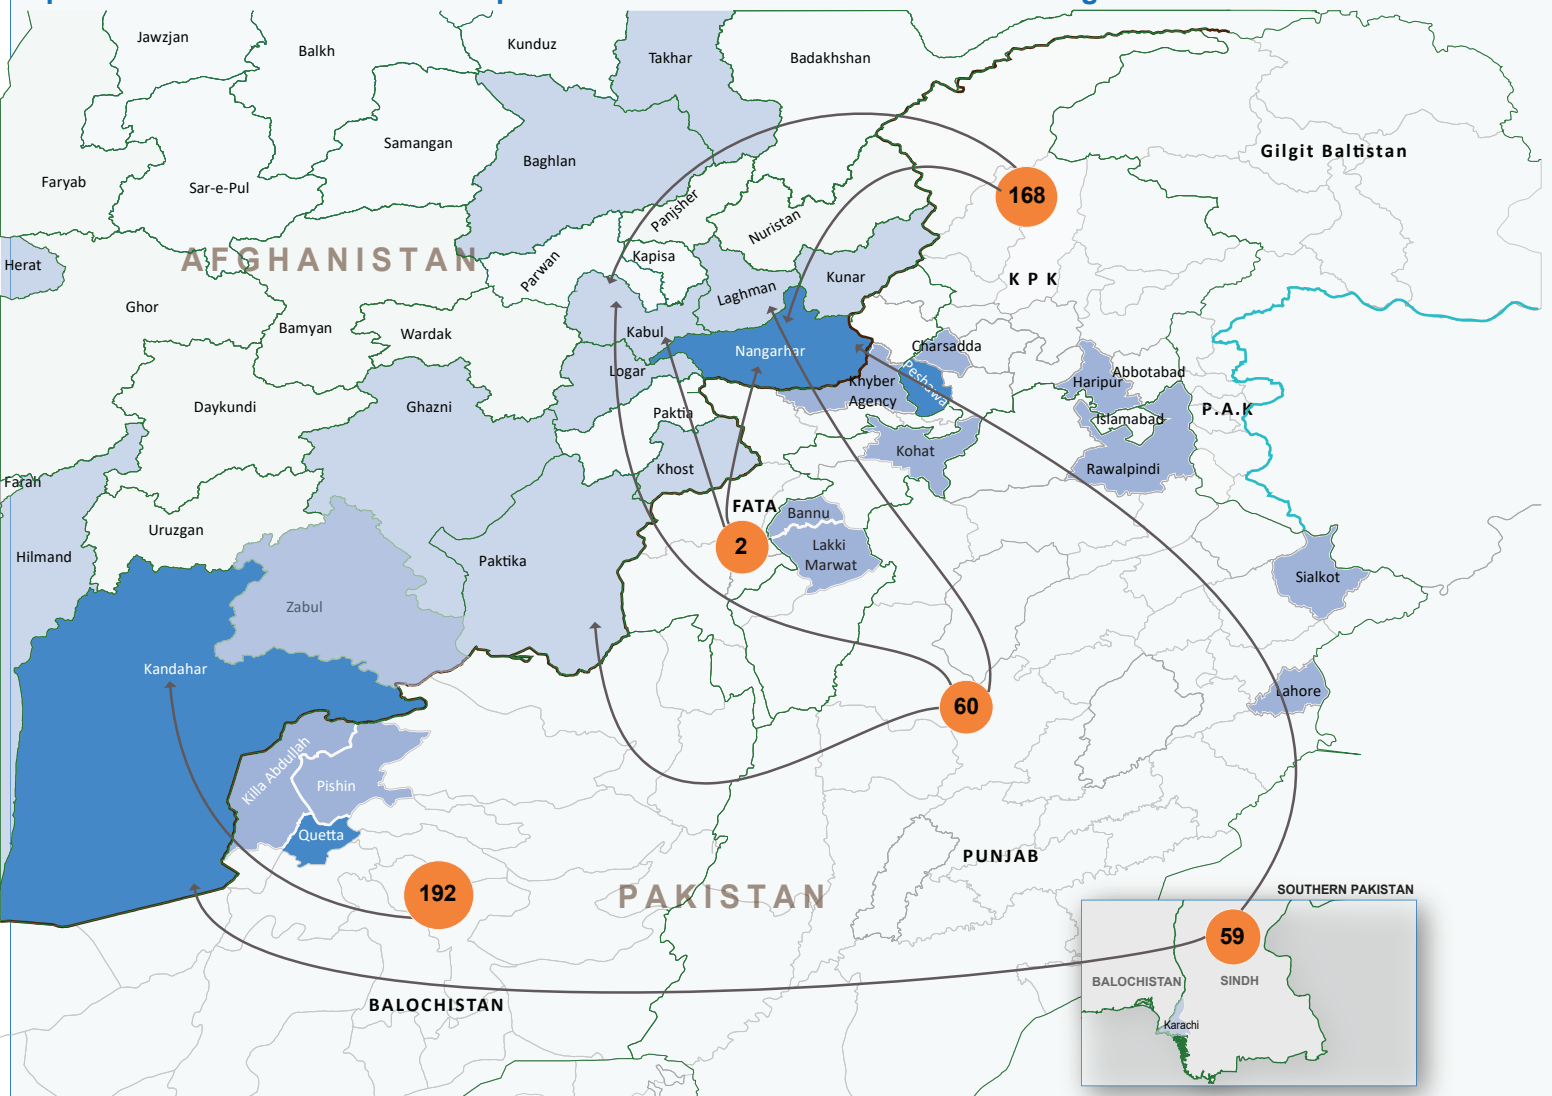 Jawzjan
Balkh
Kunduz
Takhar
Badakhshan
Samangan
Baghlan
Gilgit Baltistan
Faryab
Sar-e-Pul
168
Panjsher
Nuristan
AFGHANISTAN
Herat
Parwan
Kapisa
Kunar
K P K
Laghman
Ghor
Bamyan
Wardak
Kabul
Nangarhar
Charsadda
Logar
Khyber
Agency
Peshawa
Haripur
Abbotabad
Daykundi
Ghazni
Paktia
Islamabad
P.A.K
Kohat
Khost
Rawalpindi
Farah
FATA
Bannu
Uruzgan
2
Lakki
Marwat
Hilmand
Paktika
Sialkot
Zabul
Kandahar
Lahore
60
Killa Abdullah
Pishin
Quetta
PUNJAB
192
PAKISTAN
SOUTHERN PAKISTAN
59
BALOCHISTAN
SINDH
BALOCHISTAN
Karachi